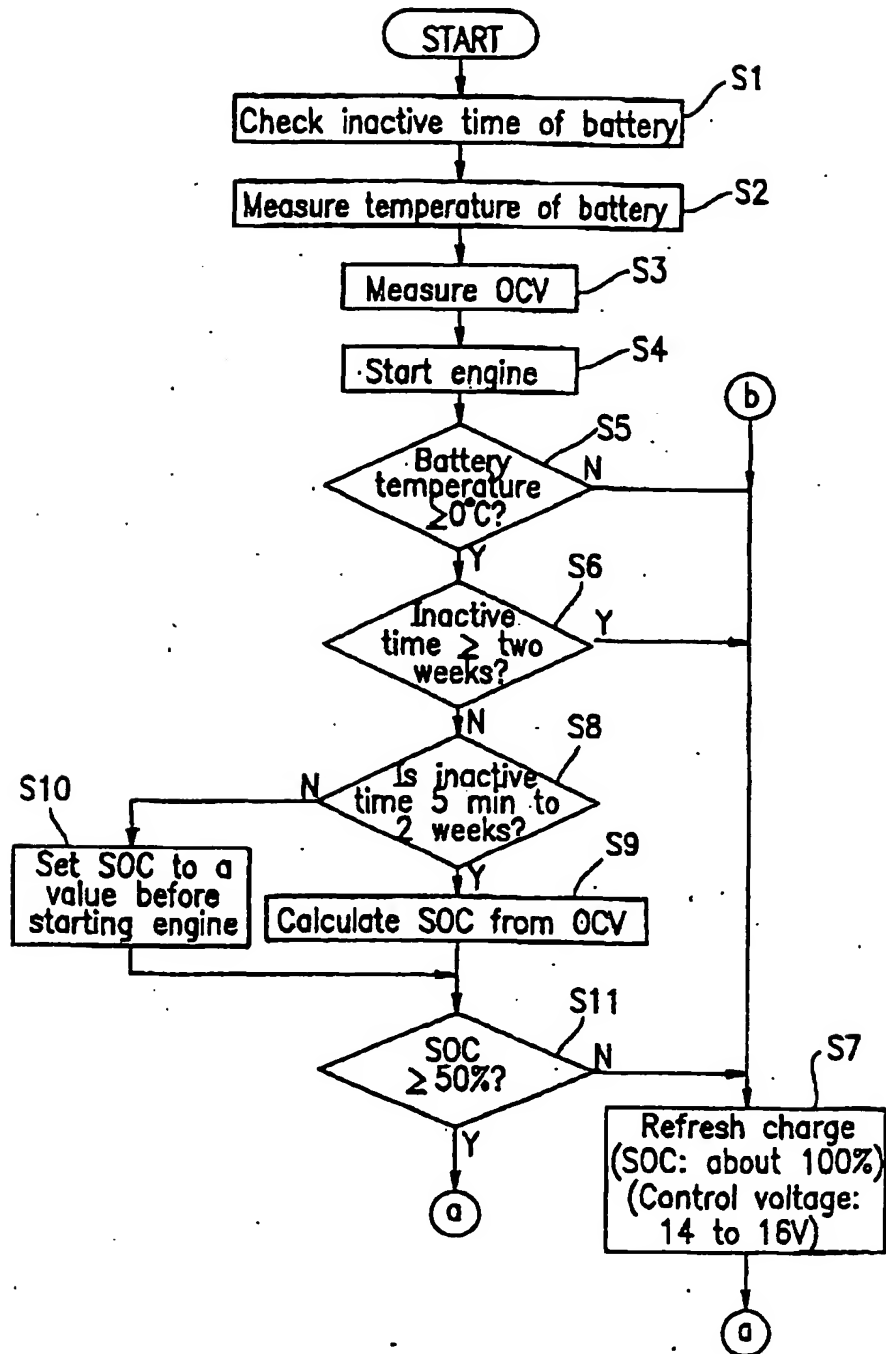 START
S1
Check inactive time of battery
S2
Measure temperature of battery
S3
Measure OCV
S4
Start engine
b
S5
Battery
temperature
≥0°C?
N
Y
S6
Inactive
time ≥ two
weeks?
Y
N
S8
Is inactive
time 5 min to
2 weeks?
N
Y
S10
Set SOC to a
value before
starting engine
S9
Calculate SOC from OCV
S11
SOC
≥ 50%?
N
Y
a
S7
Refresh charge
(SOC: about 100%)
(Control voltage:
14 to 16V)
a